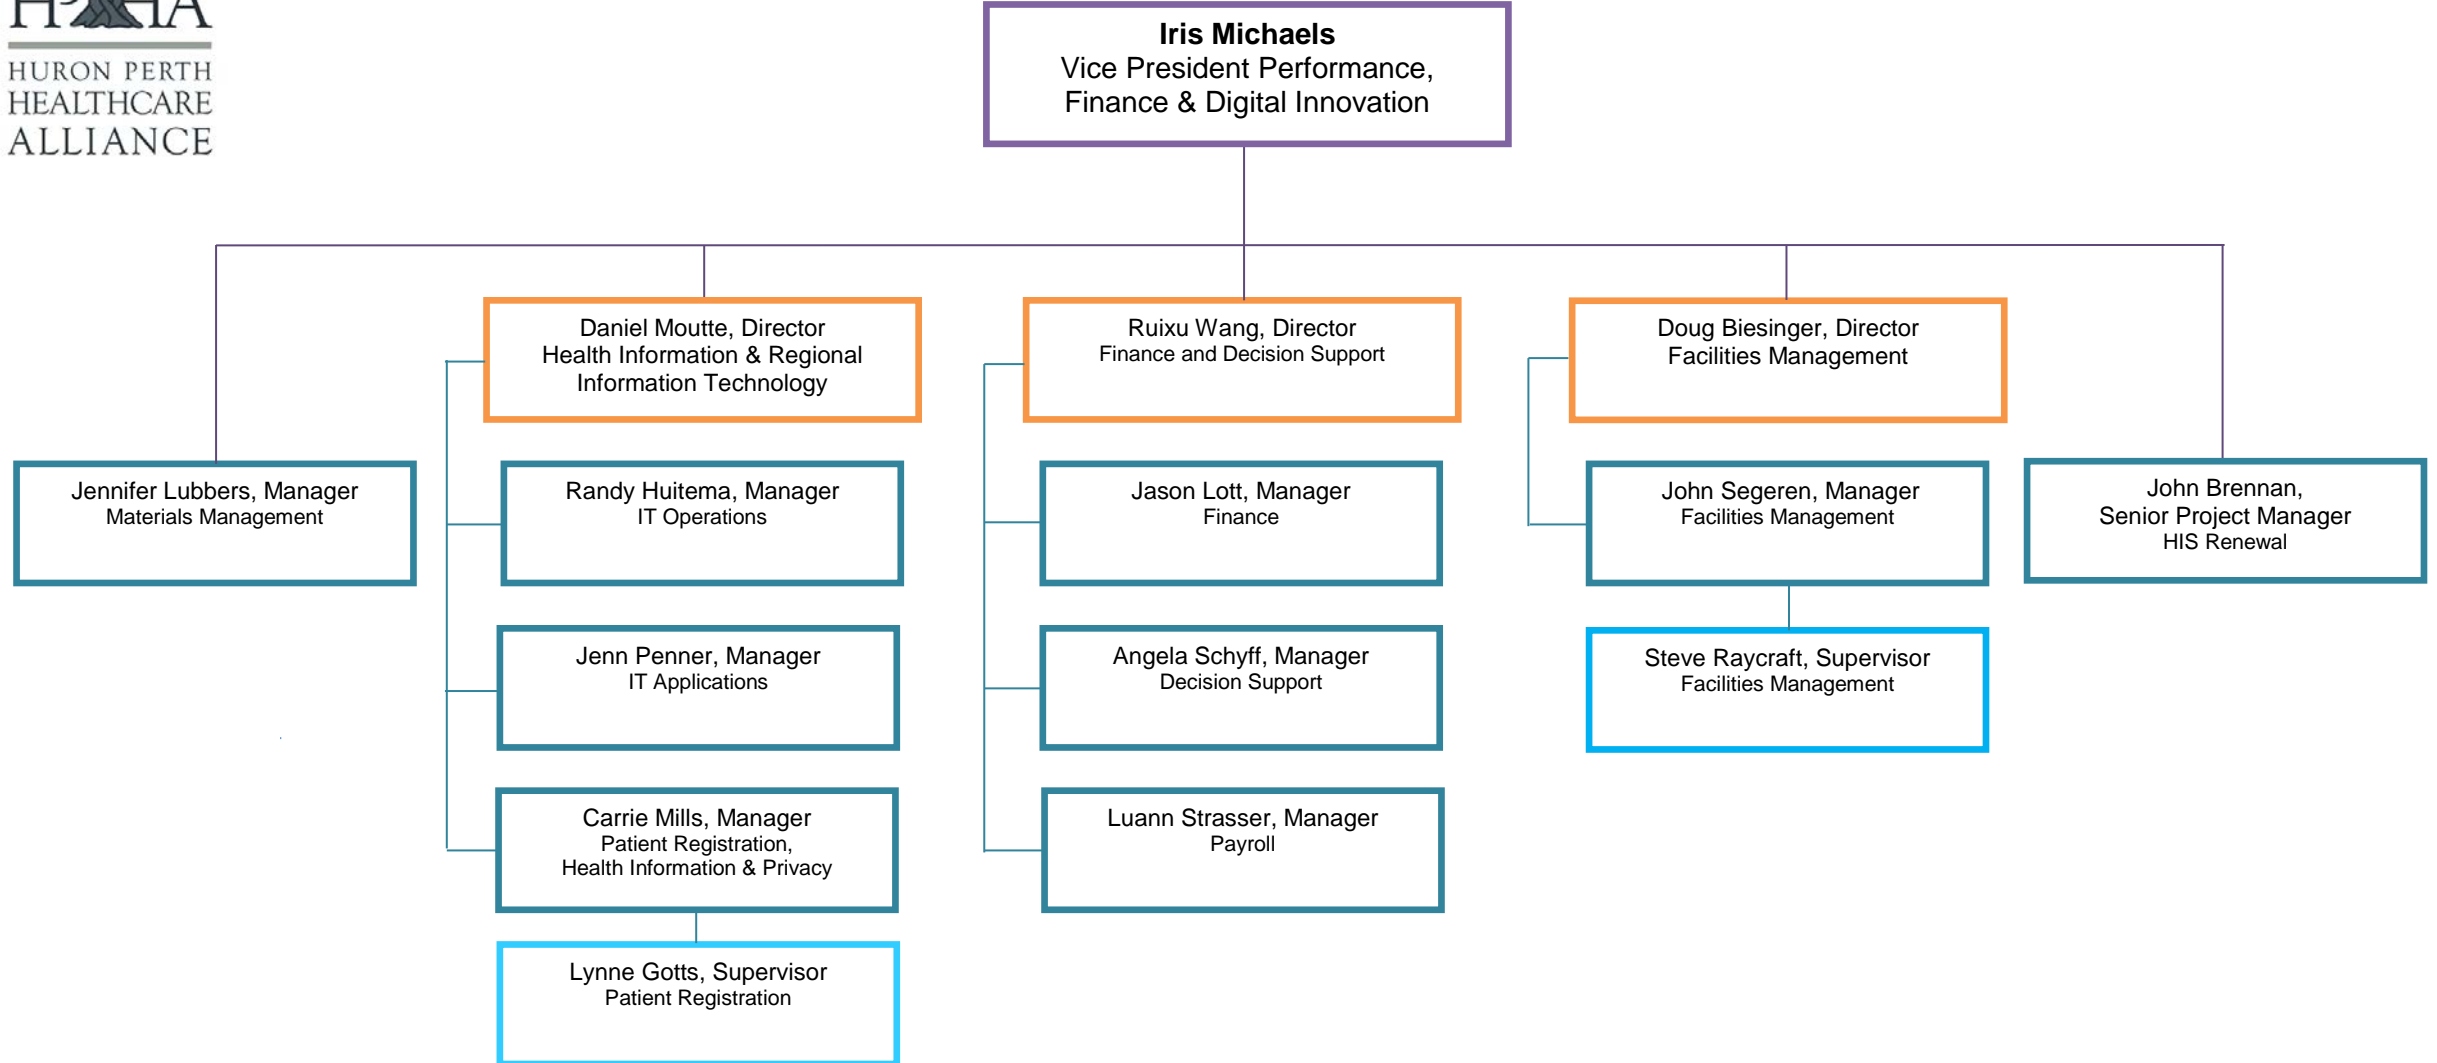 HURON PERTH
HEALTHCARE
ALLIANCE
Iris Michaels
Vice President Performance,
Finance & Digital Innovation
Daniel Moutte, Director
Health Information & Regional
Information Technology
Ruixu Wang, Director
Finance and Decision Support
Doug Biesinger, Director
Facilities Management
Jennifer Lubbers, Manager
Materials Management
Randy Huitema, Manager
IT Operations
Jason Lott, Manager
Finance
John Segeren, Manager
Facilities Management
John Brennan,
Senior Project Manager
HIS Renewal
Jenn Penner, Manager
IT Applications
Angela Schyff, Manager
Decision Support
Steve Raycraft, Supervisor
Facilities Management
Carrie Mills, Manager
Patient Registration,
Health Information & Privacy
Luann Strasser, Manager
Payroll
Lynne Gotts, Supervisor
Patient Registration